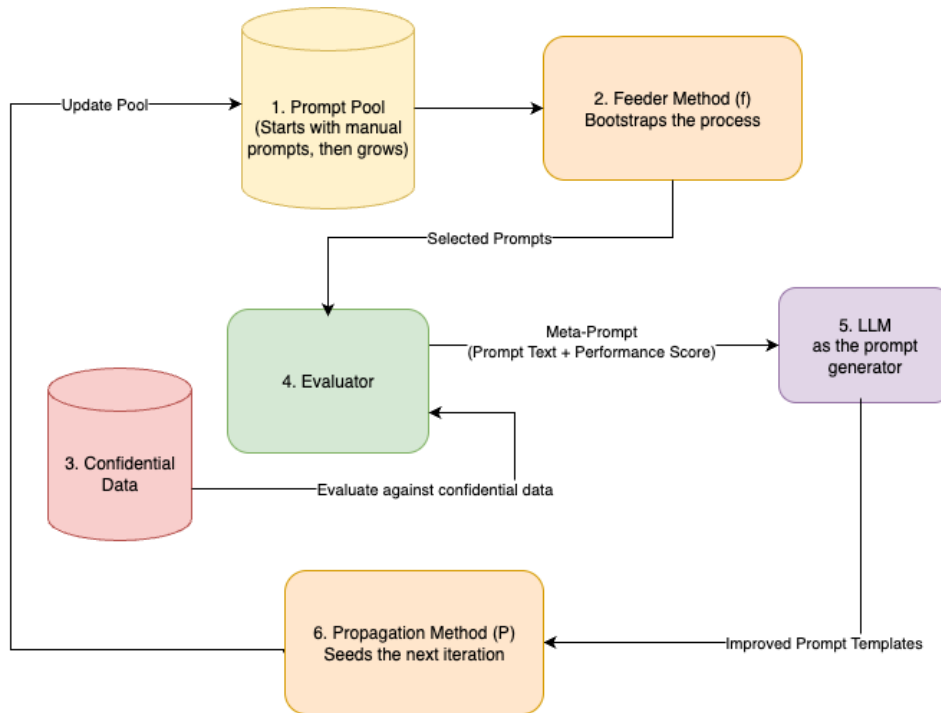 Update Pool
1. Prompt Pool
(Starts with manual
prompts, then grows)
2. Feeder Method (f)
Bootstraps the process
Selected Prompts
Meta-Prompt
(Prompt Text + Performance Score)
5. LLM
as the prompt
generator
4. Evaluator
3. Confidential
Data
Evaluate against confidential data
6. Propagation Method (P)
Seeds the next iteration
Improved Prompt Templates